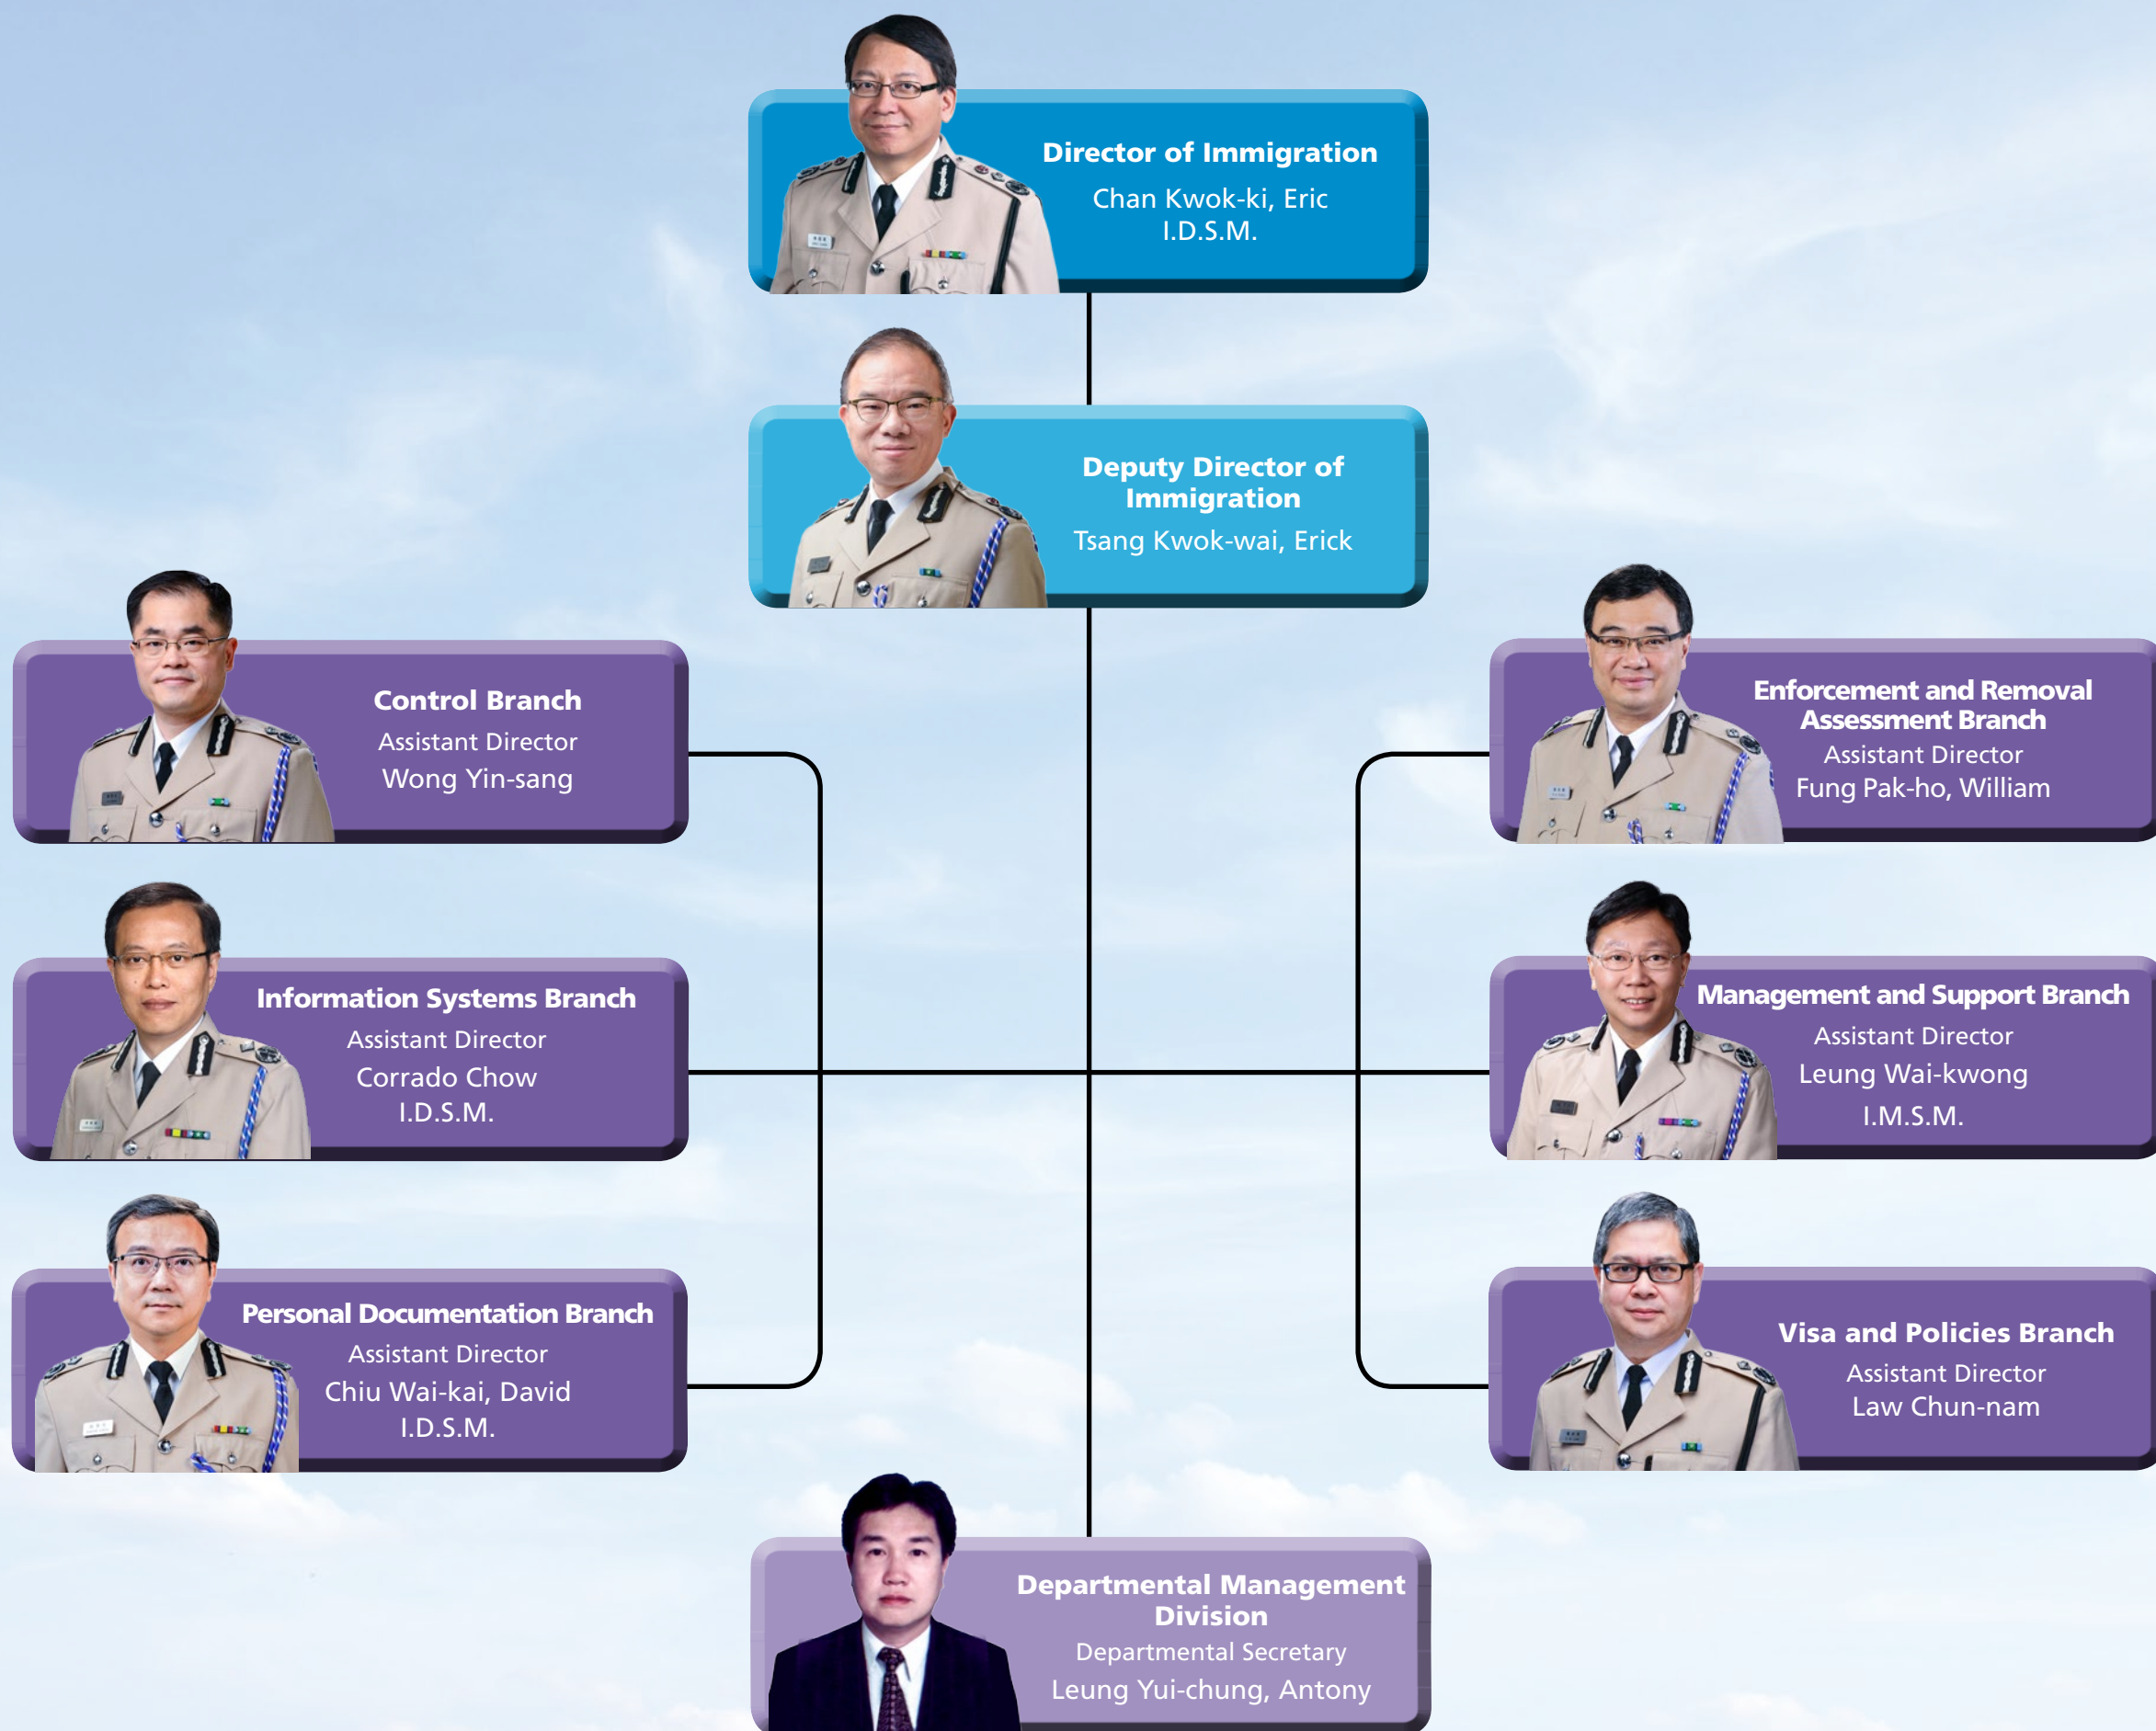 Director of Immigration
Chan Kwok-ki, Eric
I.D.S.M.
Deputy Director of
Immigration
Tsang Kwok-wai, Erick
Control Branch
Assistant Director
Wong Yin-sang
Enforcement and Removal
Assessment Branch
Assistant Director
Fung Pak-ho, William
Information Systems Branch
Assistant Director
Corrado Chow
I.D.S.M.
Management and Support Branch
Assistant Director
Leung Wai-kwong
I.M.S.M.
Personal Documentation Branch
Assistant Director
Chiu Wai-kai, David
I.D.S.M.
Visa and Policies Branch
Assistant Director
Law Chun-nam
Departmental Management
Division
Departmental Secretary
Leung Yui-chung, Antony